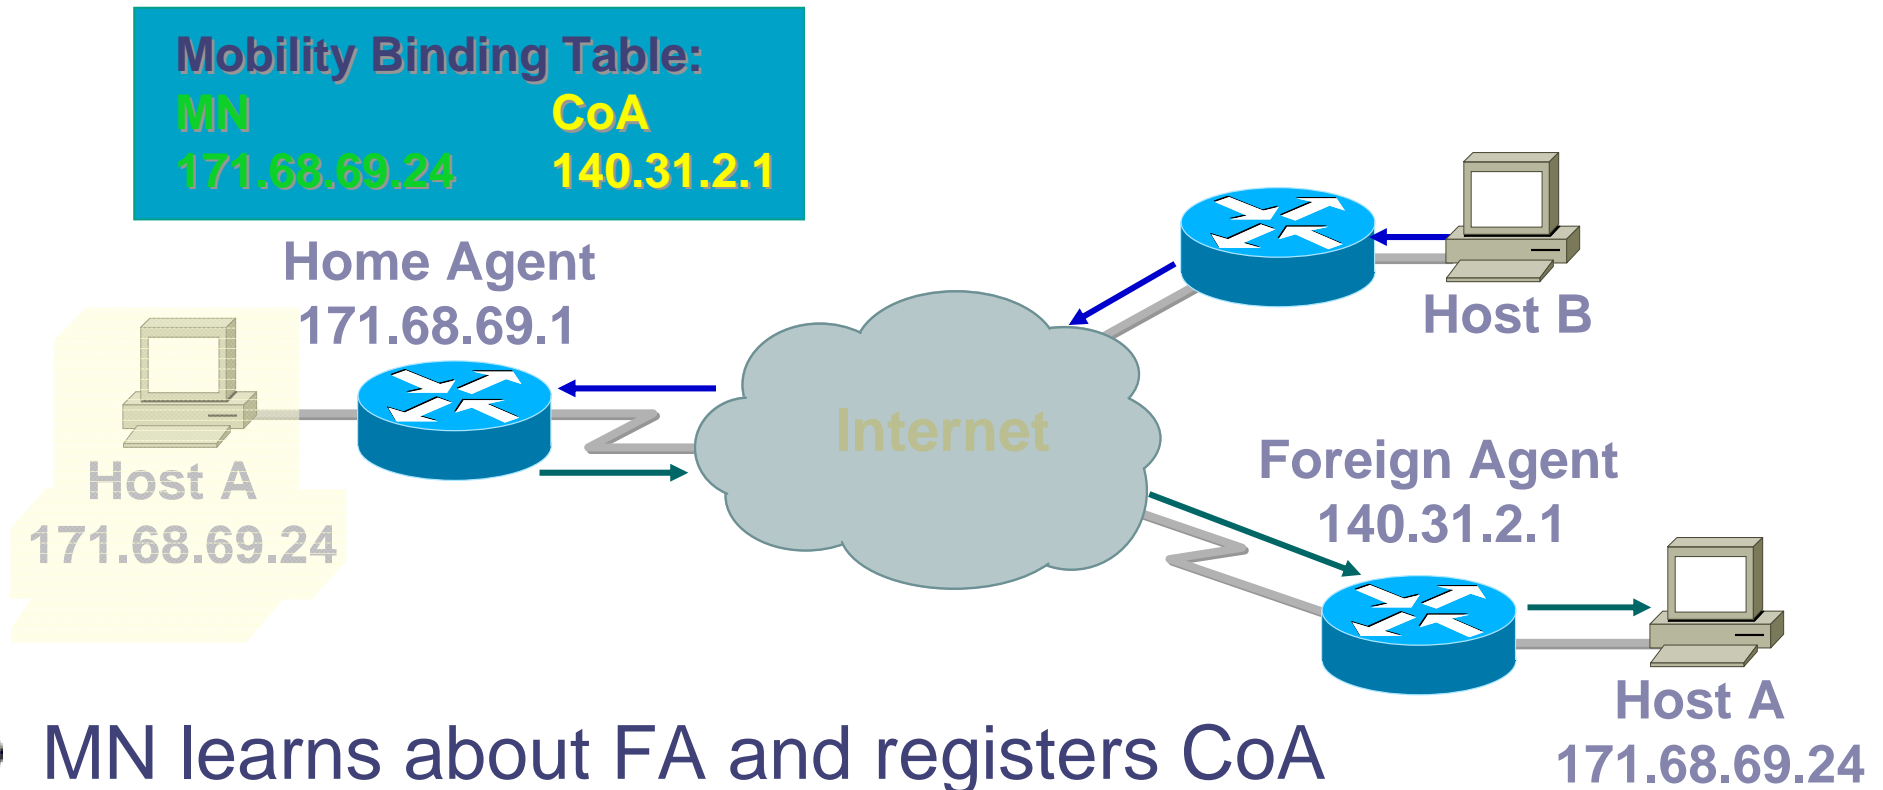 Mobility Binding Table:
MN CoA
171.68.69.24 140.31.2.1
Home Agent
171.68.69.1
Host B
Internet
Host A
171.68.69.24
Foreign Agent
140.31.2.1
Host A
171.68.69.24
MN learns about FA and registers CoA